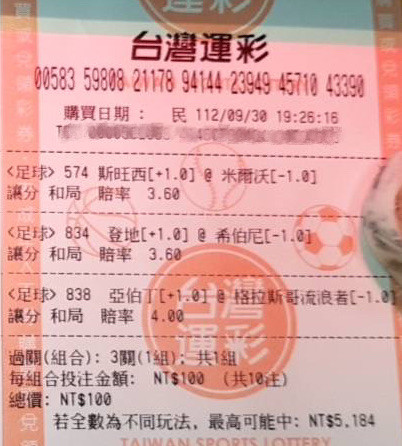 台灣運彩
00583 59808 21178 94144 23949 45710 43390
購買日期： 民 112/09/30 19:26:16
<足球> 574 斯旺西[+1.0] @ 米爾沃[-1.0]
讓分 和局 賠率 3.60
<足球> 834 登地[+1.0] @ 希伯尼[-1.0]
讓分 和局 賠率 3.60
<足球> 838 亞伯丁[+1.0] @ 格拉斯哥流浪者[-1.0]
讓分 和局 賠率 4.00
台灣
運彩
過關(組合): 3關(1組): 共1組
每組合投注金額: NT$100 (共10注)
總價: NT$100
若全數為不同玩法, 最高可能中: NT$5,184
TAIWAN SPORTS LOTTERY